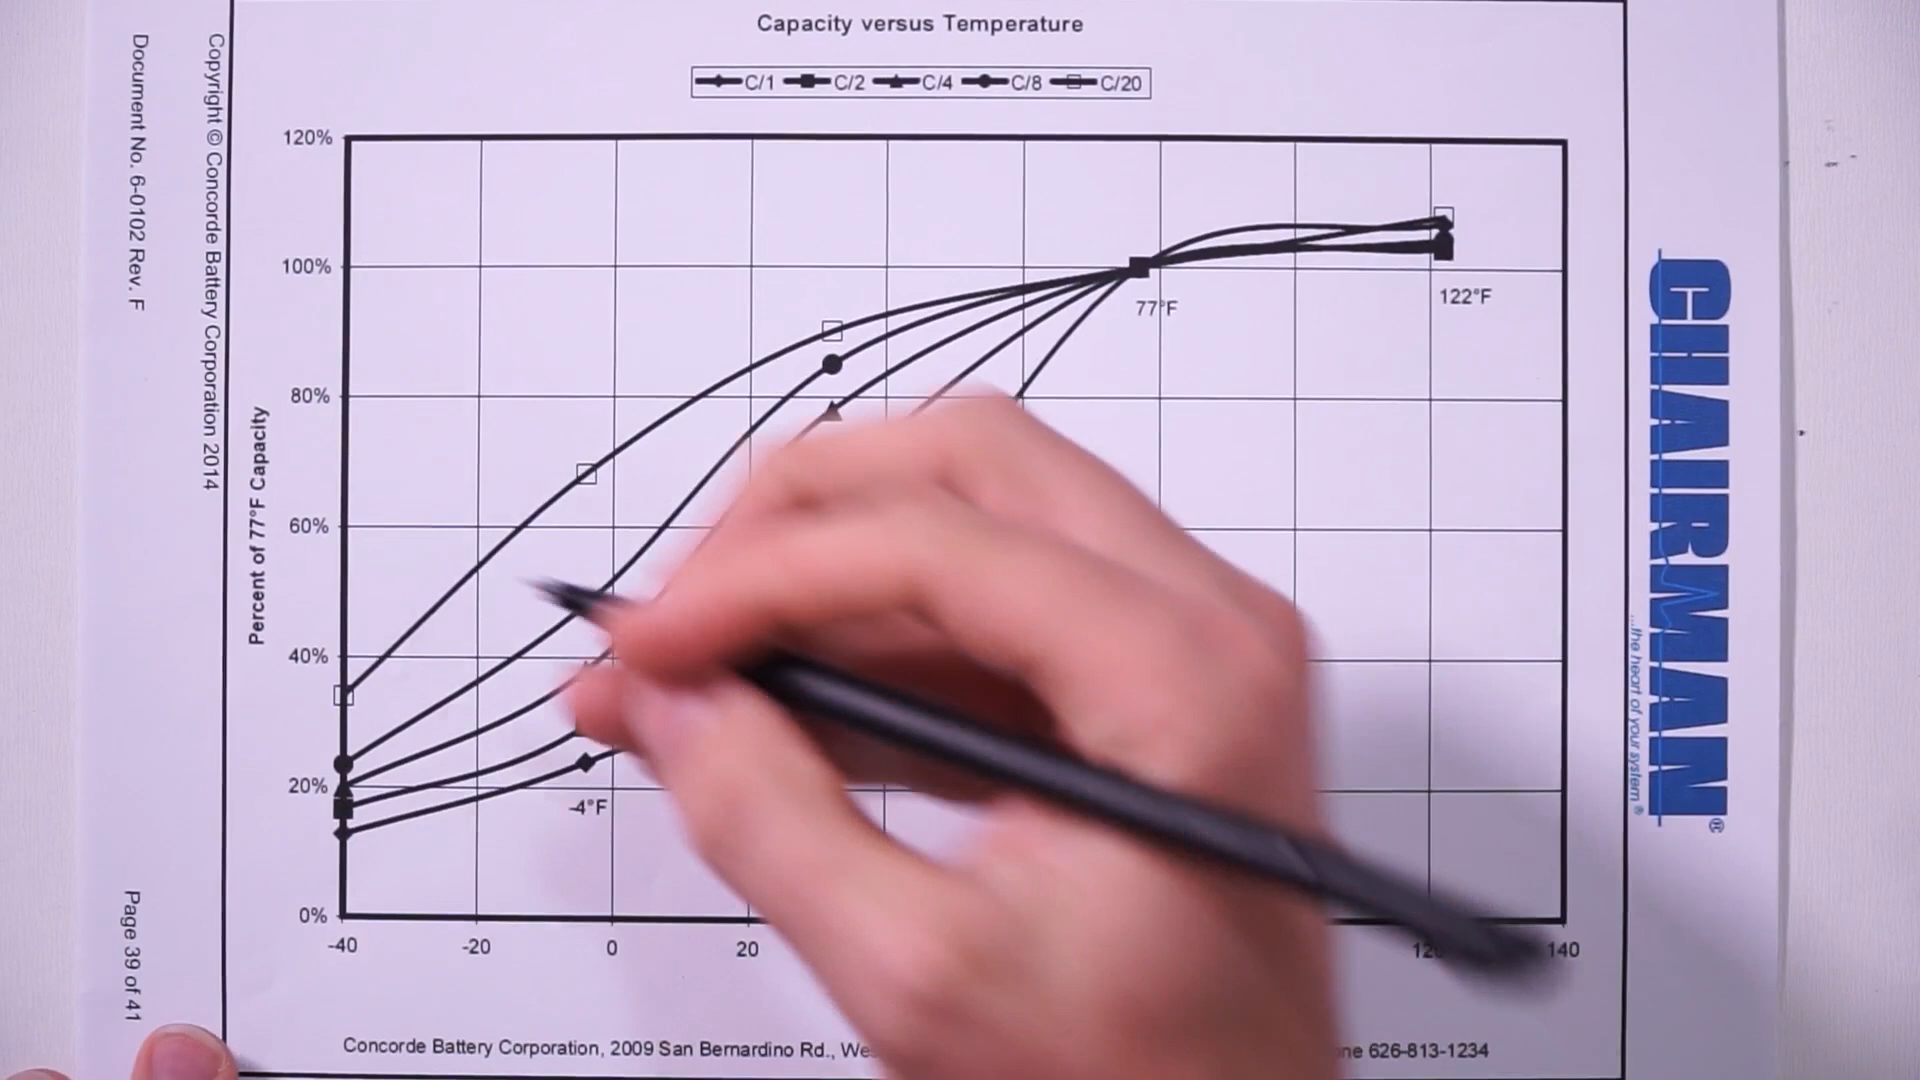 Capacity versus Temperature
C/1 C/2 C/4 C/8 C/20
120%
100%
80%
60%
40%
20%
0%
Percent of 77°F Capacity
77°F
122°F
-4°F
-40 -20 0 20 140
Concorde Battery Corporation, 2009 San Bernardino Rd., 626-813-1234
Document No. 6-0102 Rev. F
Page 39 of 41
Copyright © Concorde Battery Corporation 2014
CHAIRMAN®
...the heart of your system®